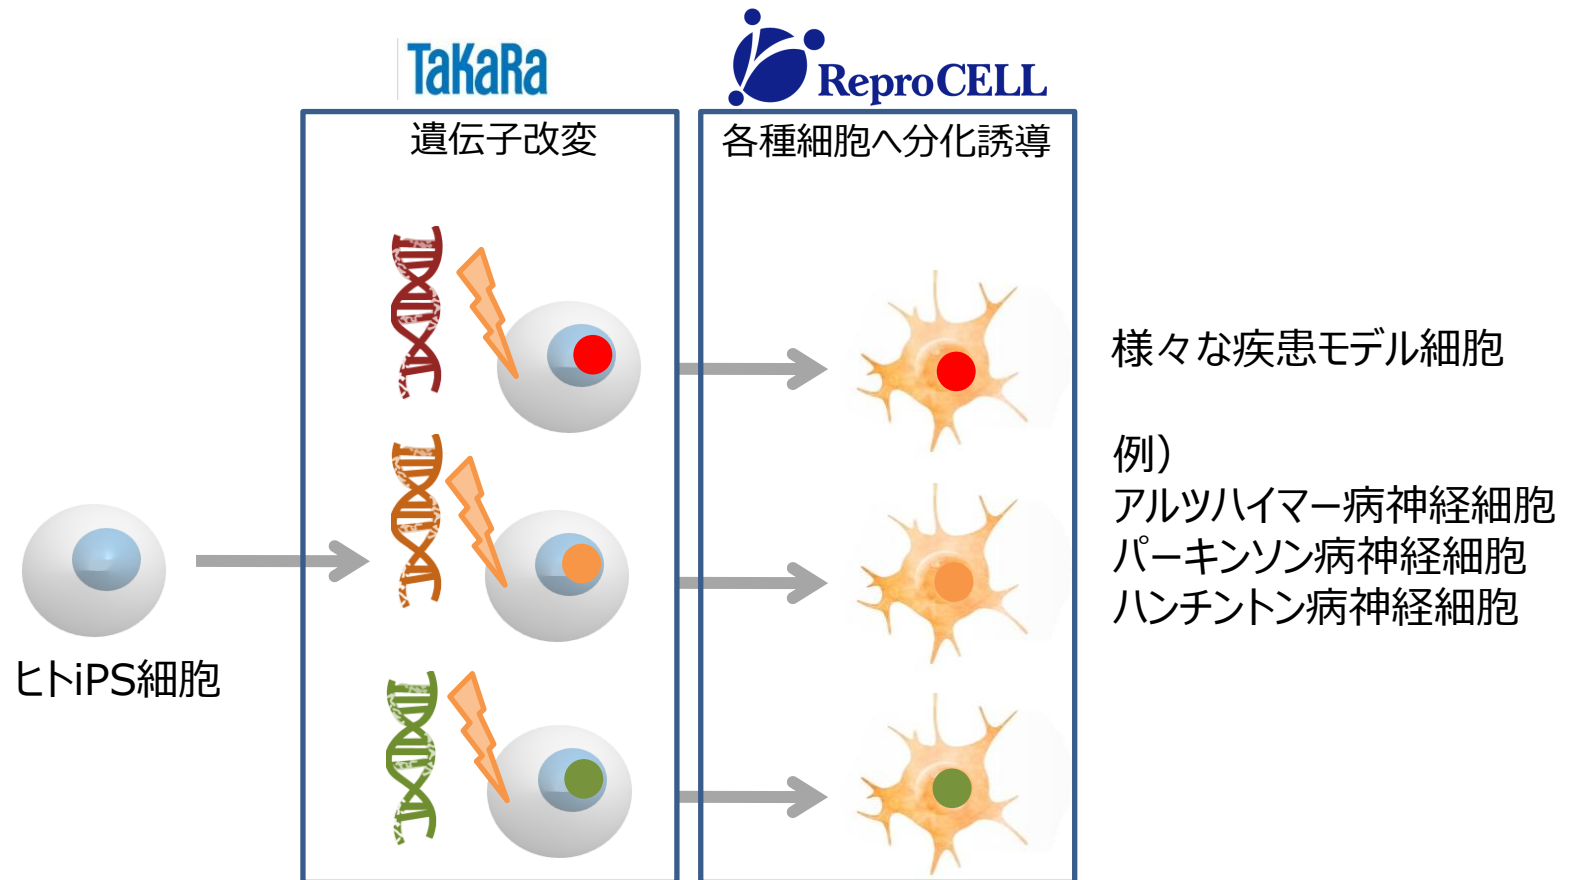 TaKaRa
ReproCELL
遺伝子改変
各種細胞へ分化誘導
様々な疾患モデル細胞
例）
アルツハイマー病神経細胞
パーキンソン病神経細胞
ハンチントン病神経細胞
ヒトiPS細胞